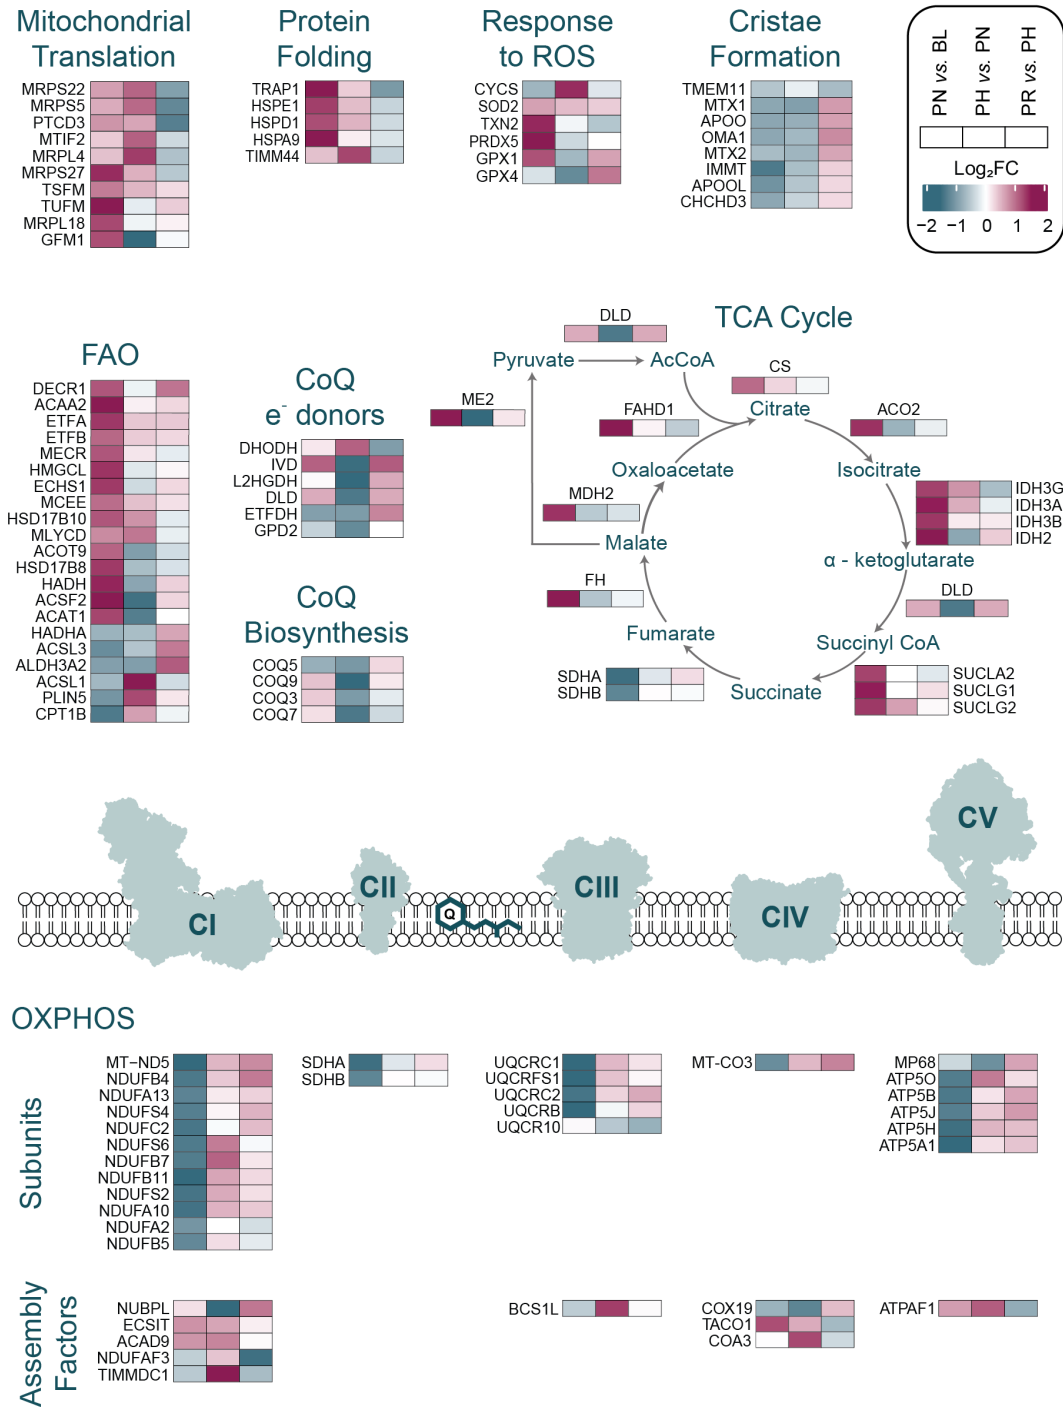 Mitochondrial
Translation
MRPS22
MRPS5
PTCD3
MTIF2
MRPL4
MRPS27
TSFM
TUFM
MRPL18
GFM1
Protein
Folding
TRAP1
HSPE1
HSPD1
HSPA9
TIMM44
Response
to ROS
CYCS
SOD2
TXN2
PRDX5
GPX1
GPX4
Cristae
Formation
TMEM11
MTX1
APOO
OMA1
MTX2
IMMT
APOOL
CHCHD3
PN vs. BL
PH vs. PN
PR vs. PH
Log₂FC
−2 −1 0 1 2
FAO
DECR1
ACAA2
ETFA
ETFB
MECR
HMGCL
ECHS1
MCEE
HSD17B10
MLYCD
ACOT9
HSD17B8
HADH
ACSF2
ACAT1
HADHA
ACSL3
ALDH3A2
ACSL1
PLIN5
CPT1B
CoQ
e⁻ donors
DHODH
IVD
L2HGDH
DLD
ETFDH
GPD2
CoQ
Biosynthesis
COQ5
COQ9
COQ3
COQ7
TCA Cycle
DLD
Pyruvate
AcCoA
CS
Citrate
ME2
FAHD1
ACO2
Oxaloacetate
Isocitrate
MDH2
IDH3G
IDH3A
IDH3B
IDH2
Malate
α - ketoglutarate
FH
DLD
Fumarate
Succinyl CoA
SDHA
SDHB
Succinate
SUCLA2
SUCLG1
SUCLG2
CI
CII
Q
CIII
CIV
CV
OXPHOS
Subunits
MT−ND5
NDUFB4
NDUFA13
NDUFS4
NDUFC2
NDUFS6
NDUFB7
NDUFB11
NDUFS2
NDUFA10
NDUFA2
NDUFB5
SDHA
SDHB
UQCRC1
UQCRFS1
UQCRC2
UQCRB
UQCR10
MT-CO3
MP68
ATP5O
ATP5B
ATP5J
ATP5H
ATP5A1
Assembly
Factors
NUBPL
ECSIT
ACAD9
NDUFAF3
TIMMDC1
BCS1L
COX19
TACO1
COA3
ATPAF1